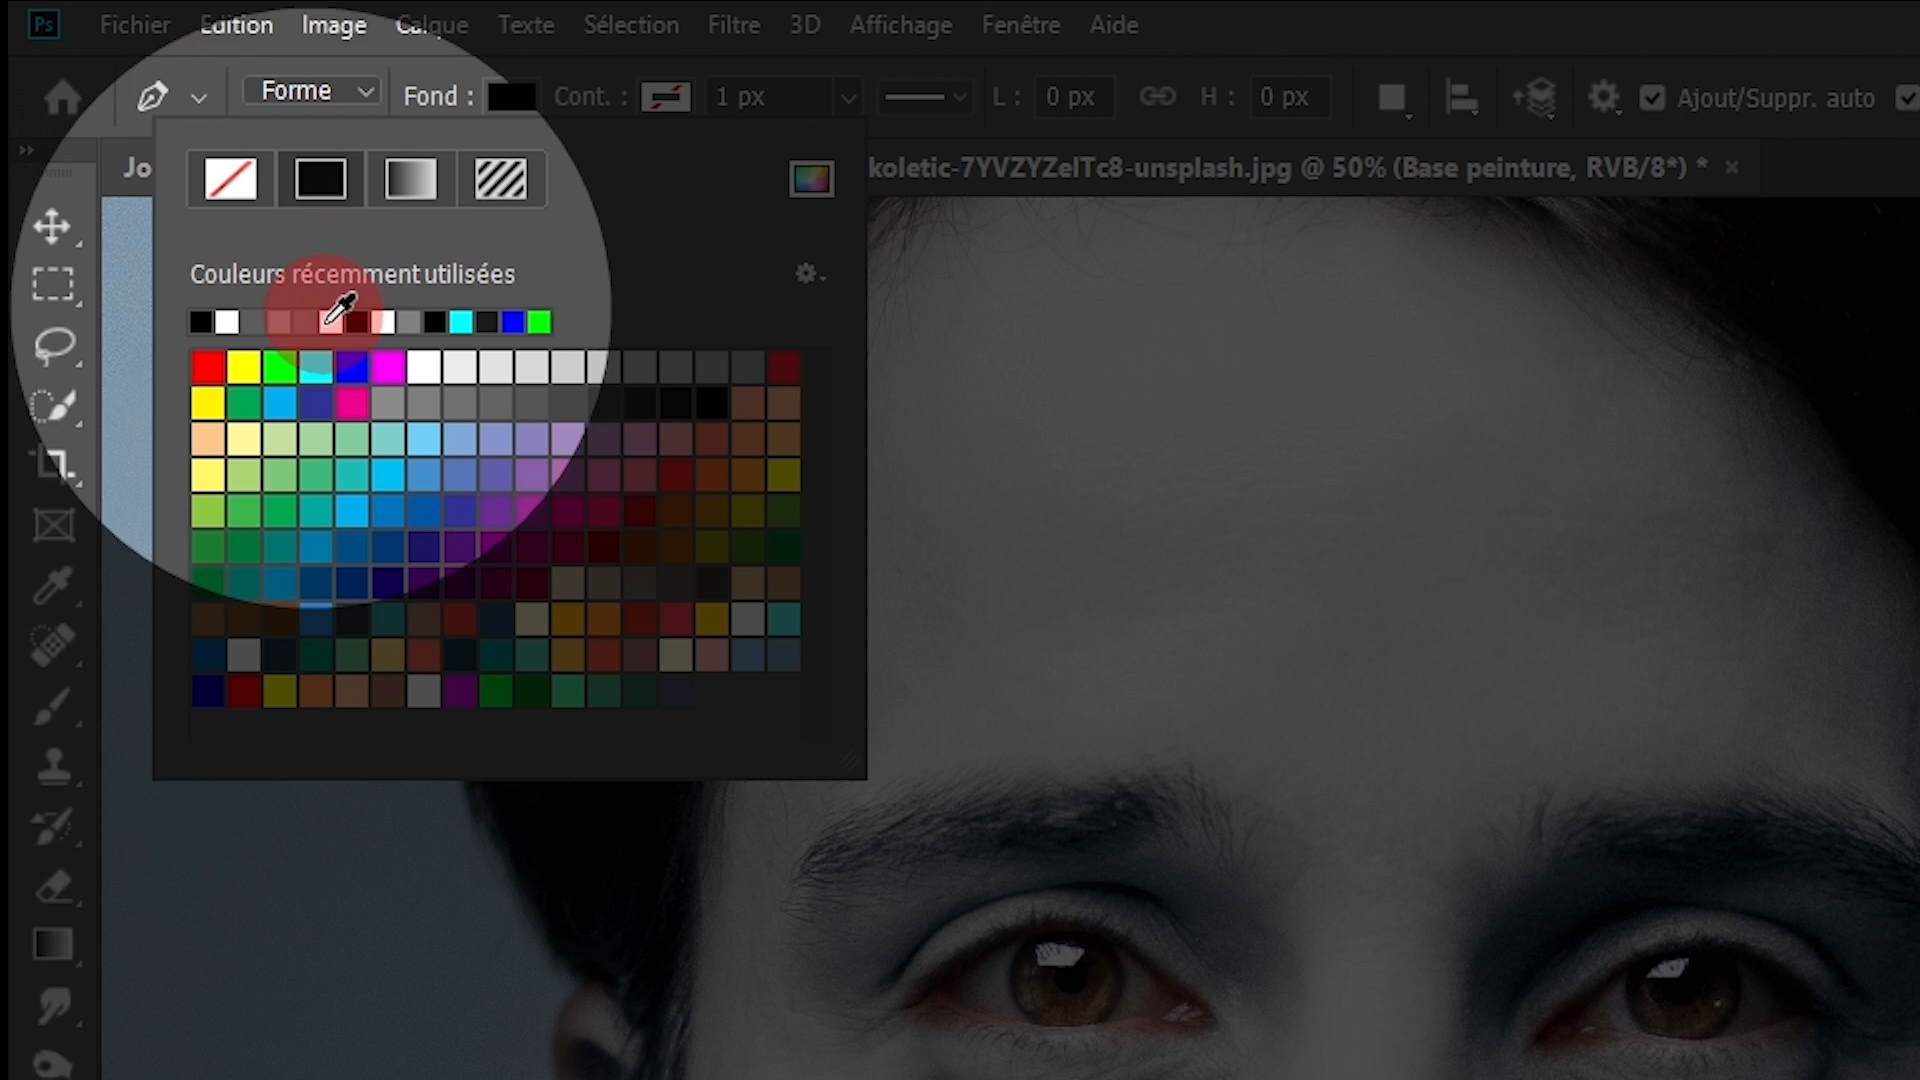 Ps Fichier Edition Image Calque Texte Sélection Filtre 3D Affichage Fenêtre Aide
Forme Fond : Cont. : 1 px L : 0 px H : 0 px Ajout/Suppr. auto
Jo koletic-7YVZYZeITc8-unsplash.jpg @ 50% (Base peinture, RVB/8*) * ×
Couleurs récemment utilisées